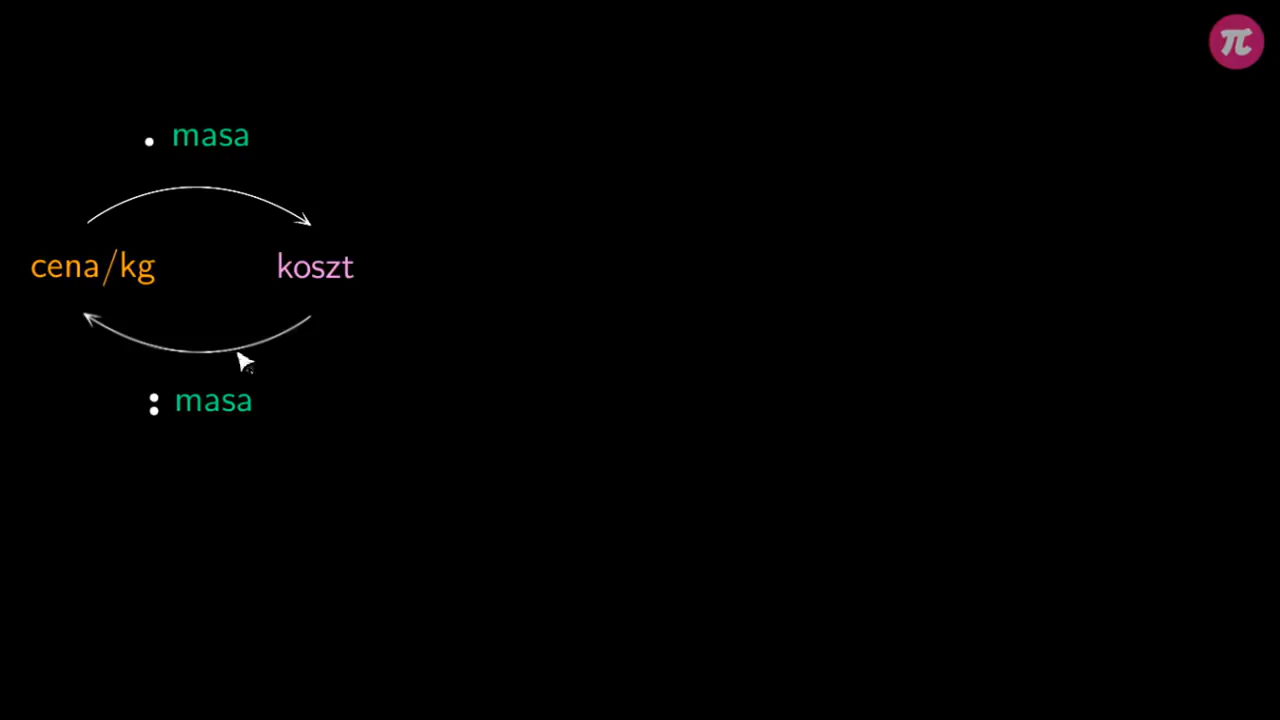 π
· masa
cena/kg koszt
: masa